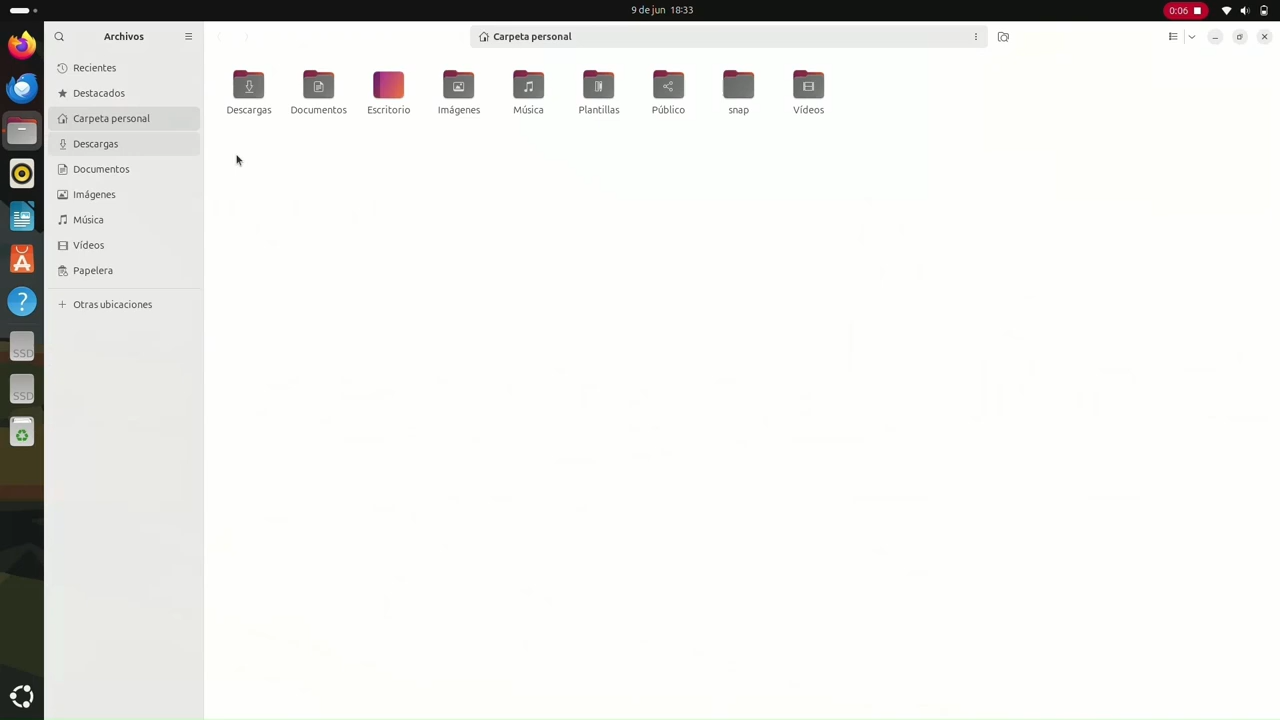 9 de jun 18:33
0:06
Archivos
Carpeta personal
Recientes
Destacados
Carpeta personal
Descargas
Documentos
Imágenes
Música
Vídeos
Papelera
Otras ubicaciones
Descargas
Documentos
Escritorio
Imágenes
Música
Plantillas
Público
snap
Vídeos
SSD
SSD